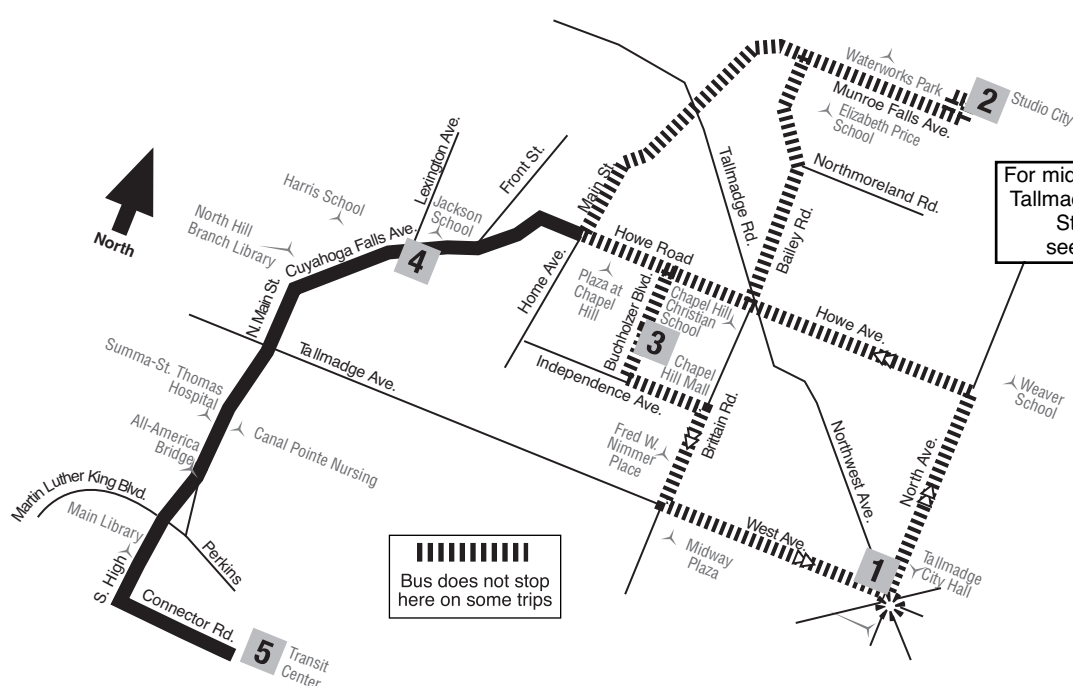 Waterworks Park
2
Studio City
Munroe Falls Ave.
Elizabeth Price
School
Lexington Ave.
Front St.
Main St.
Tallmadge Rd.
Northmoreland Rd.
For mid
Tallmad
St
see
North
Harris School
Jackson
School
North Hill
Branch Library
Cuyahoga Falls Ave.
4
Howe Road
Bailey Rd.
Home Ave.
Plaza at
Chapel
Hill
Buchholzer Blvd.
Chapel Hill
Christian
School
N. Main St.
3
Howe Ave.
Tallmadge Ave.
Independence Ave.
Chapel
Hill Mall
Summa-St. Thomas
Hospital
Weaver
School
Brittain Rd.
All-America
Bridge
Canal Pointe Nursing
Fred W.
Nimmer
Place
Northwest Ave.
North Ave.
Martin Luther King Blvd.
Main Library
Perkins
West Ave.
Midway
Plaza
1
Tallmadge
City Hall
Bus does not stop
here on some trips
S. High
Connector Rd.
5
Transit
Center